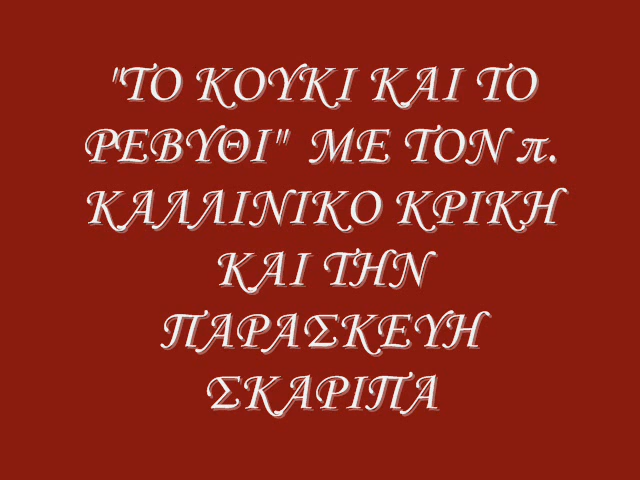 "ΤΟ ΚΟΥΚΙ ΚΑΙ ΤΟ
ΡΕΒΥΘΙ" ΜΕ ΤΟΝ π.
ΚΑΛΛΙΝΙΚΟ ΚΡΙΚΗ
ΚΑΙ ΤΗΝ
ΠΑΡΑΣΚΕΥΗ
ΣΚΑΡΙΠΑ